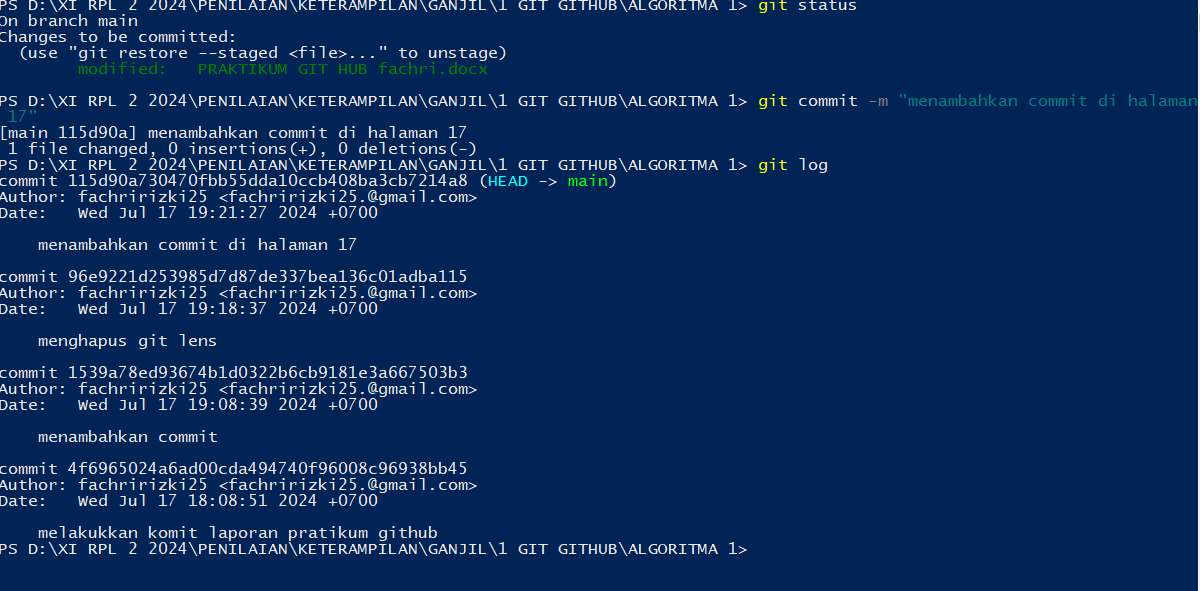 PS D:\XI RPL 2 2024\PENILAIAN\KETERAMPILAN\GANJIL\1 GIT GITHUB\ALGORITMA 1> git status
On branch main
Changes to be committed:
  (use "git restore --staged <file>..." to unstage)
        modified:   PRAKTIKUM GIT HUB fachri.docx

PS D:\XI RPL 2 2024\PENILAIAN\KETERAMPILAN\GANJIL\1 GIT GITHUB\ALGORITMA 1> git commit -m "menambahkan commit di halaman
 17"
[main 115d90a] menambahkan commit di halaman 17
 1 file changed, 0 insertions(+), 0 deletions(-)
PS D:\XI RPL 2 2024\PENILAIAN\KETERAMPILAN\GANJIL\1 GIT GITHUB\ALGORITMA 1> git log
commit 115d90a730470fbb55dda10ccb408ba3cb7214a8 (HEAD -> main)
Author: fachririzki25 <fachririzki25.@gmail.com>
Date:   Wed Jul 17 19:21:27 2024 +0700

    menambahkan commit di halaman 17

commit 96e9221d253985d7d87de337bea136c01adba115
Author: fachririzki25 <fachririzki25.@gmail.com>
Date:   Wed Jul 17 19:18:37 2024 +0700

    menghapus git lens

commit 1539a78ed93674b1d0322b6cb9181e3a667503b3
Author: fachririzki25 <fachririzki25.@gmail.com>
Date:   Wed Jul 17 19:08:39 2024 +0700

    menambahkan commit

commit 4f6965024a6ad00cda494740f96008c96938bb45
Author: fachririzki25 <fachririzki25.@gmail.com>
Date:   Wed Jul 17 18:08:51 2024 +0700

    melakukkan komit laporan pratikum github
PS D:\XI RPL 2 2024\PENILAIAN\KETERAMPILAN\GANJIL\1 GIT GITHUB\ALGORITMA 1>